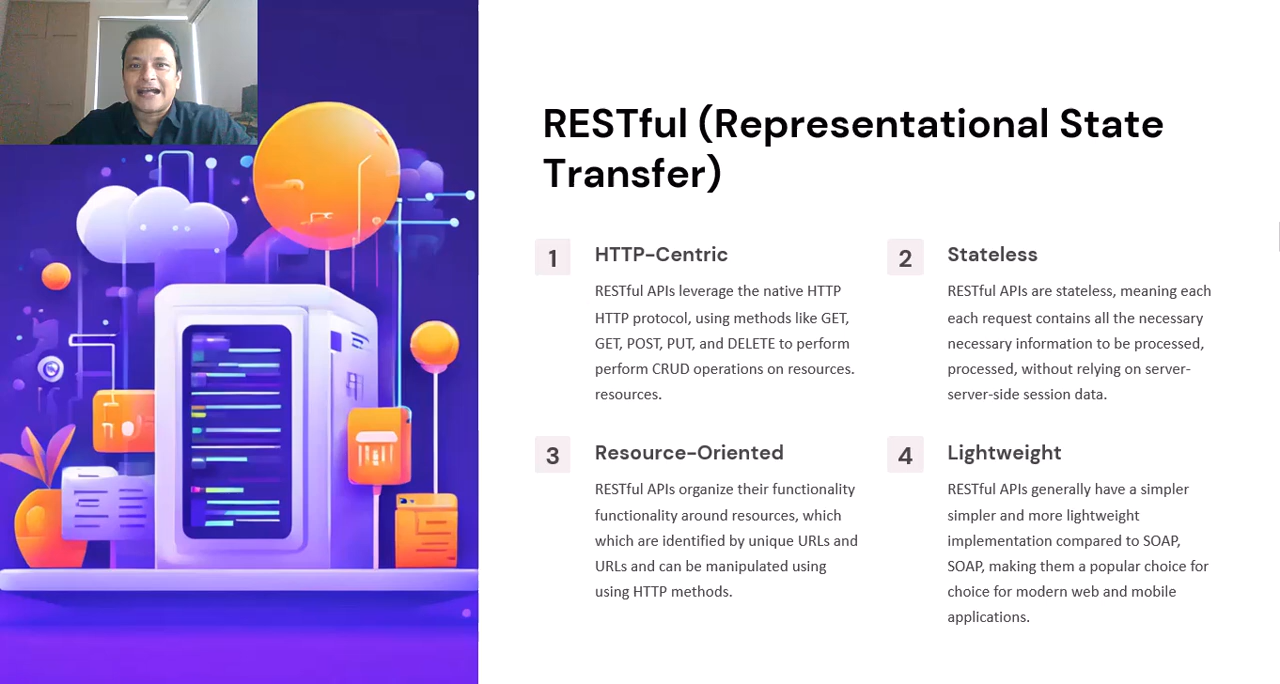 RESTful (Representational State
Transfer)
1
HTTP-Centric
RESTful APIs leverage the native HTTP
HTTP protocol, using methods like GET,
GET, POST, PUT, and DELETE to perform
perform CRUD operations on resources.
resources.
2
Stateless
RESTful APIs are stateless, meaning each
each request contains all the necessary
necessary information to be processed,
processed, without relying on server-
server-side session data.
3
Resource-Oriented
RESTful APIs organize their functionality
functionality around resources, which
which are identified by unique URLs and
URLs and can be manipulated using
using HTTP methods.
4
Lightweight
RESTful APIs generally have a simpler
simpler and more lightweight
implementation compared to SOAP,
SOAP, making them a popular choice for
choice for modern web and mobile
applications.